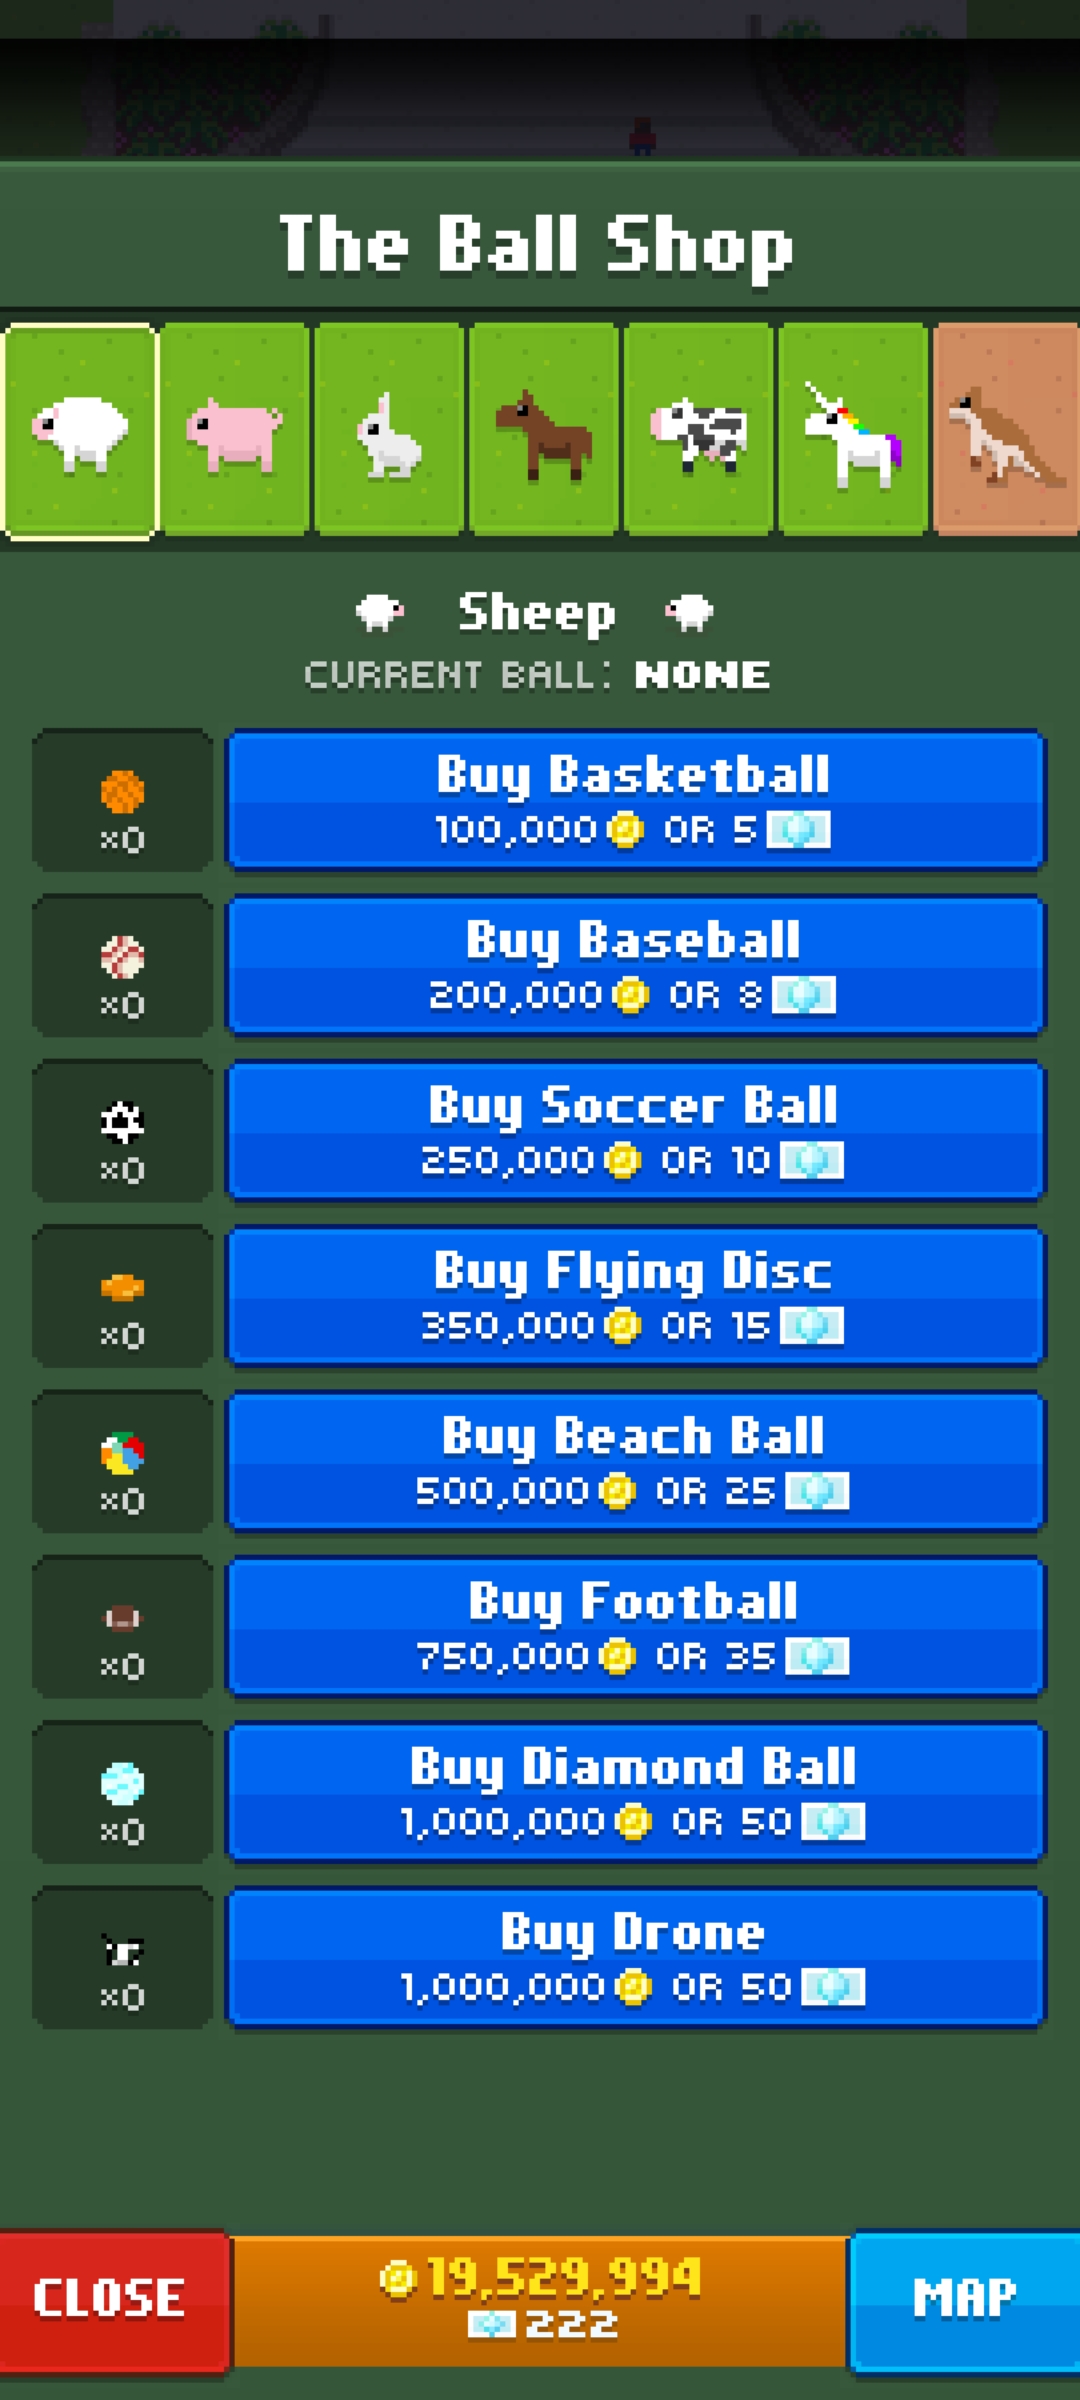 The Ball Shop
Sheep
CURRENT BALL: NONE
Buy Basketball
100,000 OR 5
×0
Buy Baseball
200,000 OR 8
×0
Buy Soccer Ball
250,000 OR 10
×0
Buy Flying Disc
350,000 OR 15
×0
Buy Beach Ball
500,000 OR 25
×0
Buy Football
750,000 OR 35
×0
Buy Diamond Ball
1,000,000 OR 50
×0
Buy Drone
1,000,000 OR 50
×0
CLOSE
19,529,994
222
MAP